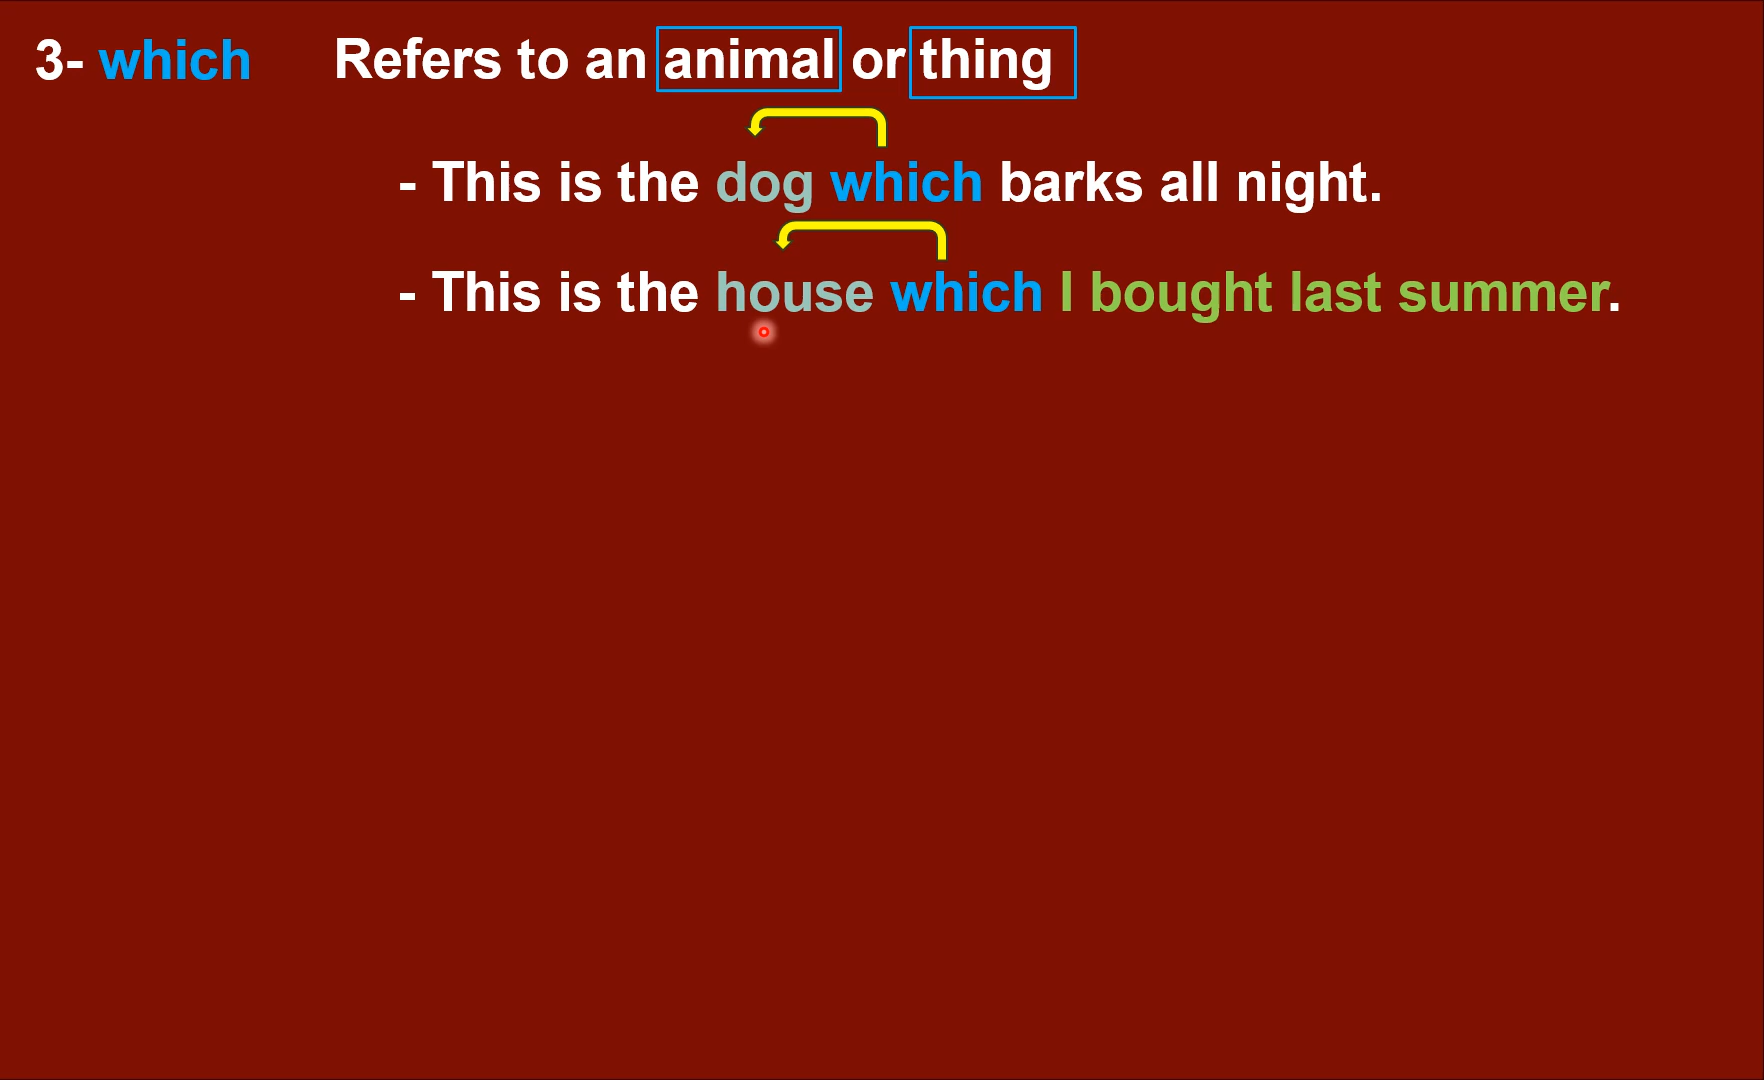 3- which Refers to an animal or thing
- This is the dog which barks all night.
- This is the house which I bought last summer.